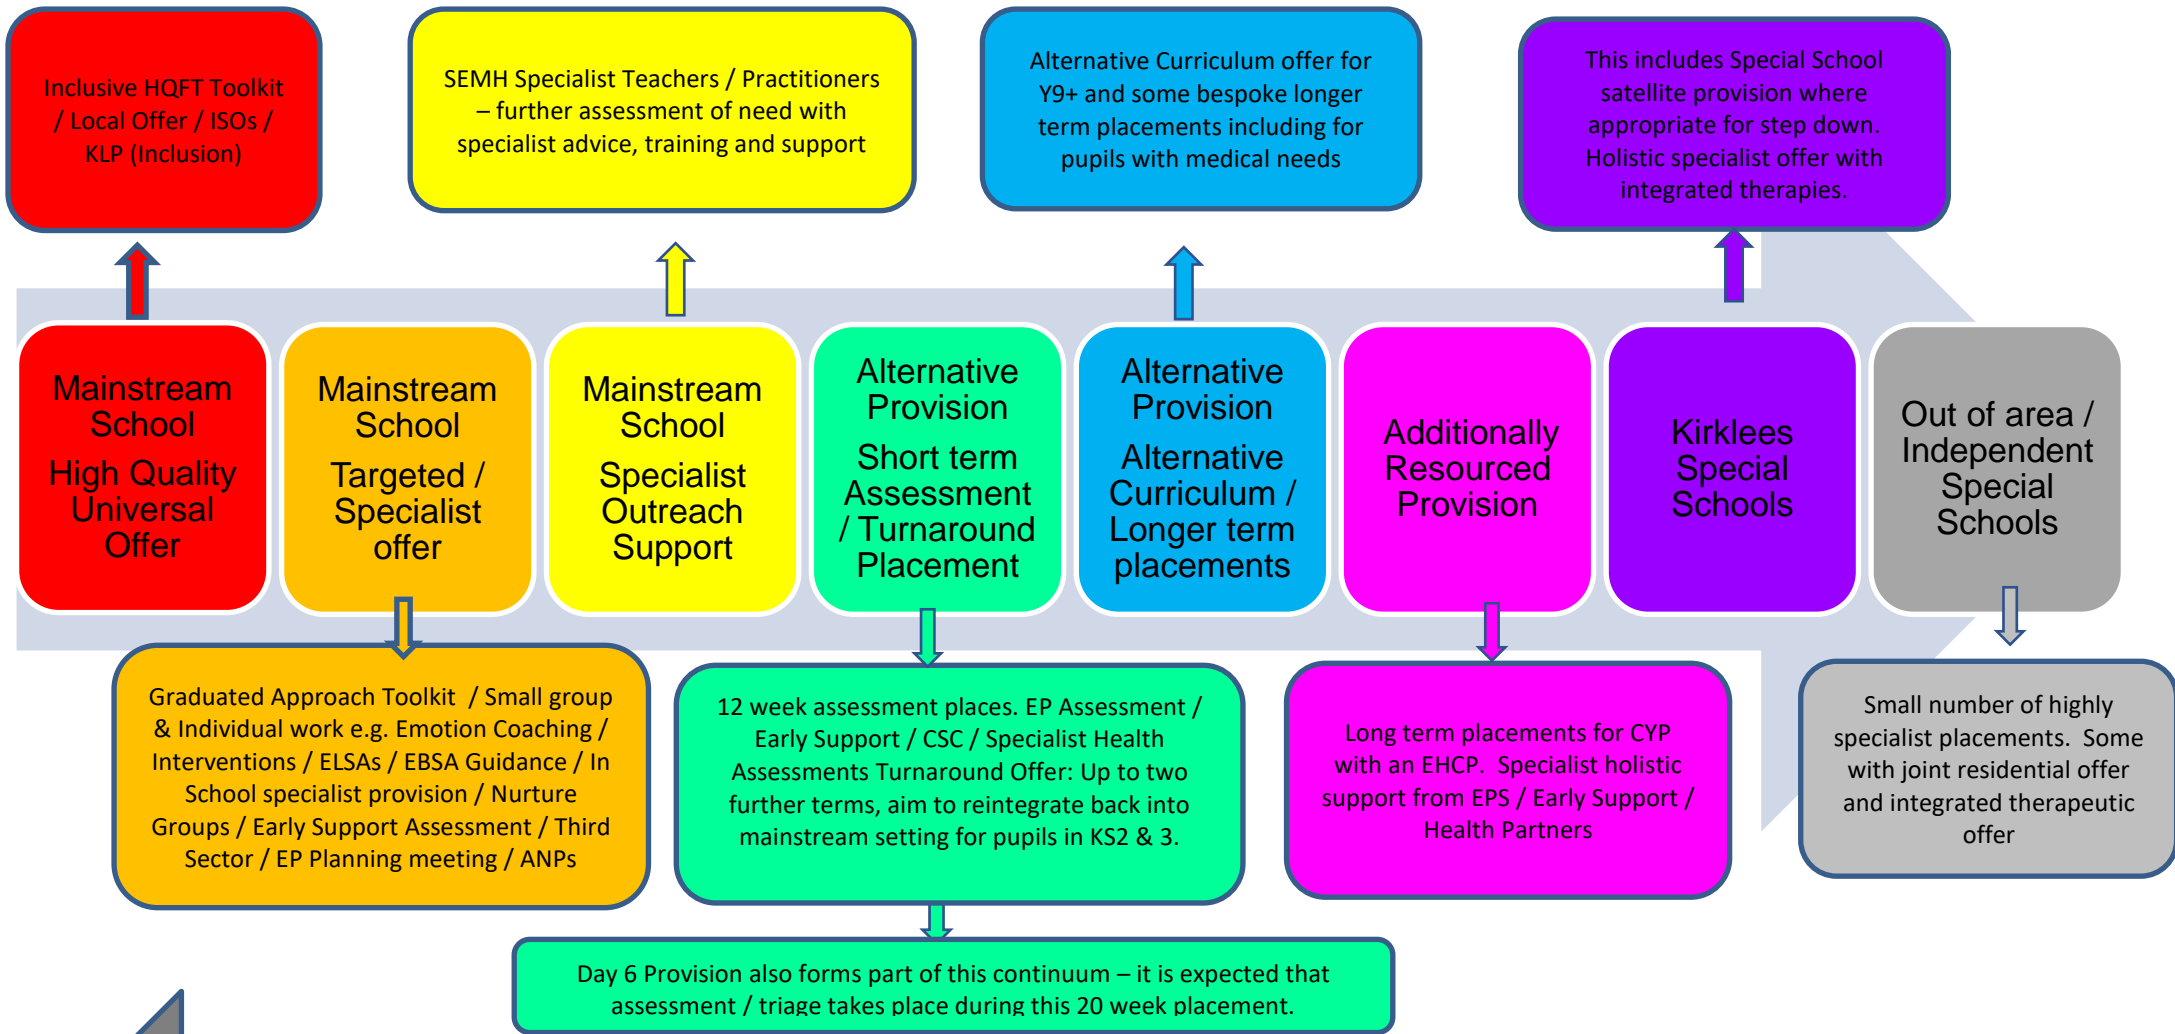 Inclusive HQFT Toolkit
/ Local Offer / ISOs /
KLP (Inclusion)
SEMH Specialist Teachers / Practitioners
– further assessment of need with
specialist advice, training and support
Alternative Curriculum offer for
Y9+ and some bespoke longer
term placements including for
pupils with medical needs
This includes Special School
satellite provision where
appropriate for step down.
Holistic specialist offer with
integrated therapies.
Mainstream
School
High Quality
Universal
Offer
Mainstream
School
Targeted /
Specialist
offer
Mainstream
School
Specialist
Outreach
Support
Alternative
Provision
Short term
Assessment
/ Turnaround
Placement
Alternative
Provision
Alternative
Curriculum /
Longer term
placements
Additionally
Resourced
Provision
Kirklees
Special
Schools
Out of area /
Independent
Special
Schools
Graduated Approach Toolkit / Small group
& Individual work e.g. Emotion Coaching /
Interventions / ELSAs / EBSA Guidance / In
School specialist provision / Nurture
Groups / Early Support Assessment / Third
Sector / EP Planning meeting / ANPs
12 week assessment places. EP Assessment /
Early Support / CSC / Specialist Health
Assessments Turnaround Offer: Up to two
further terms, aim to reintegrate back into
mainstream setting for pupils in KS2 & 3.
Long term placements for CYP
with an EHCP. Specialist holistic
support from EPS / Early Support /
Health Partners
Small number of highly
specialist placements. Some
with joint residential offer
and integrated therapeutic
offer
Day 6 Provision also forms part of this continuum – it is expected that
assessment / triage takes place during this 20 week placement.